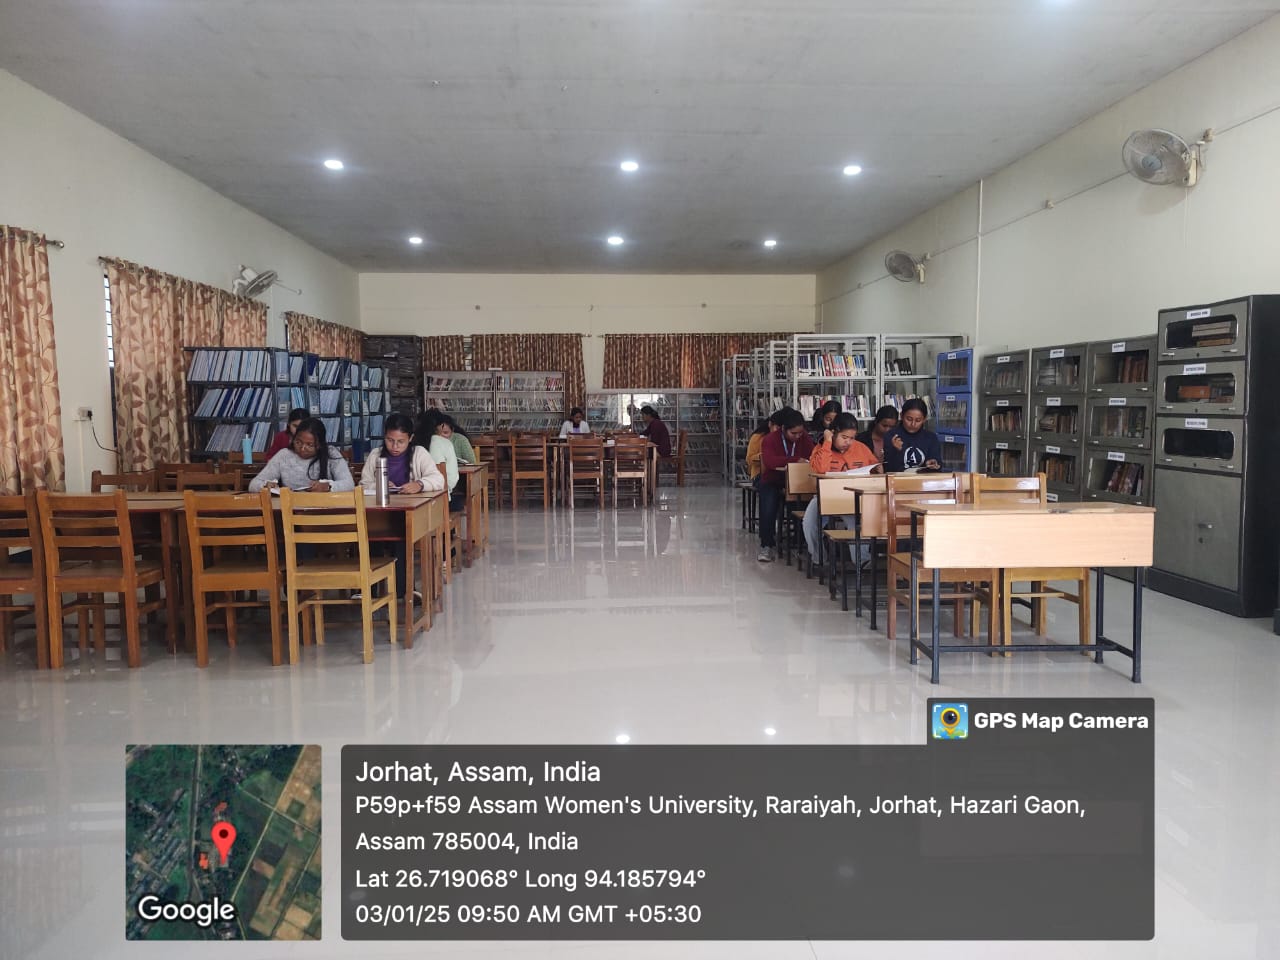 GPS Map Camera
Jorhat, Assam, India
P59p+f59 Assam Women's University, Raraiyah, Jorhat, Hazari Gaon,
Assam 785004, India
Lat 26.719068° Long 94.185794°
03/01/25 09:50 AM GMT +05:30
Google